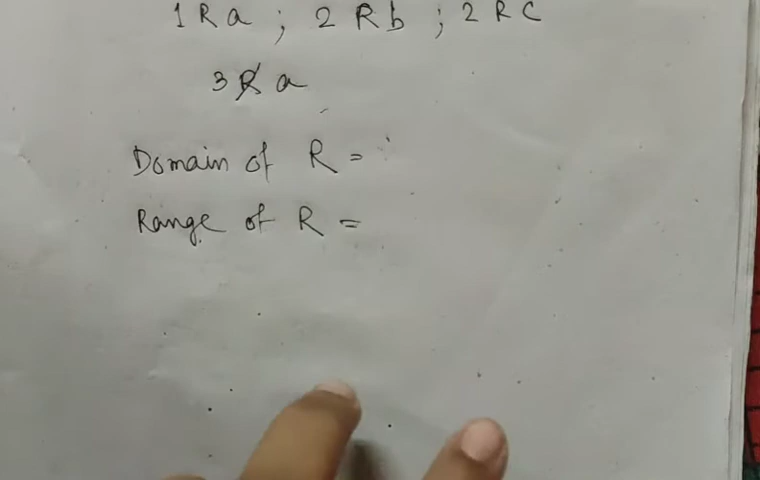 1 R a ; 2 R b ; 2 R C
3 R̸ a
Domain of R =
Range of R =